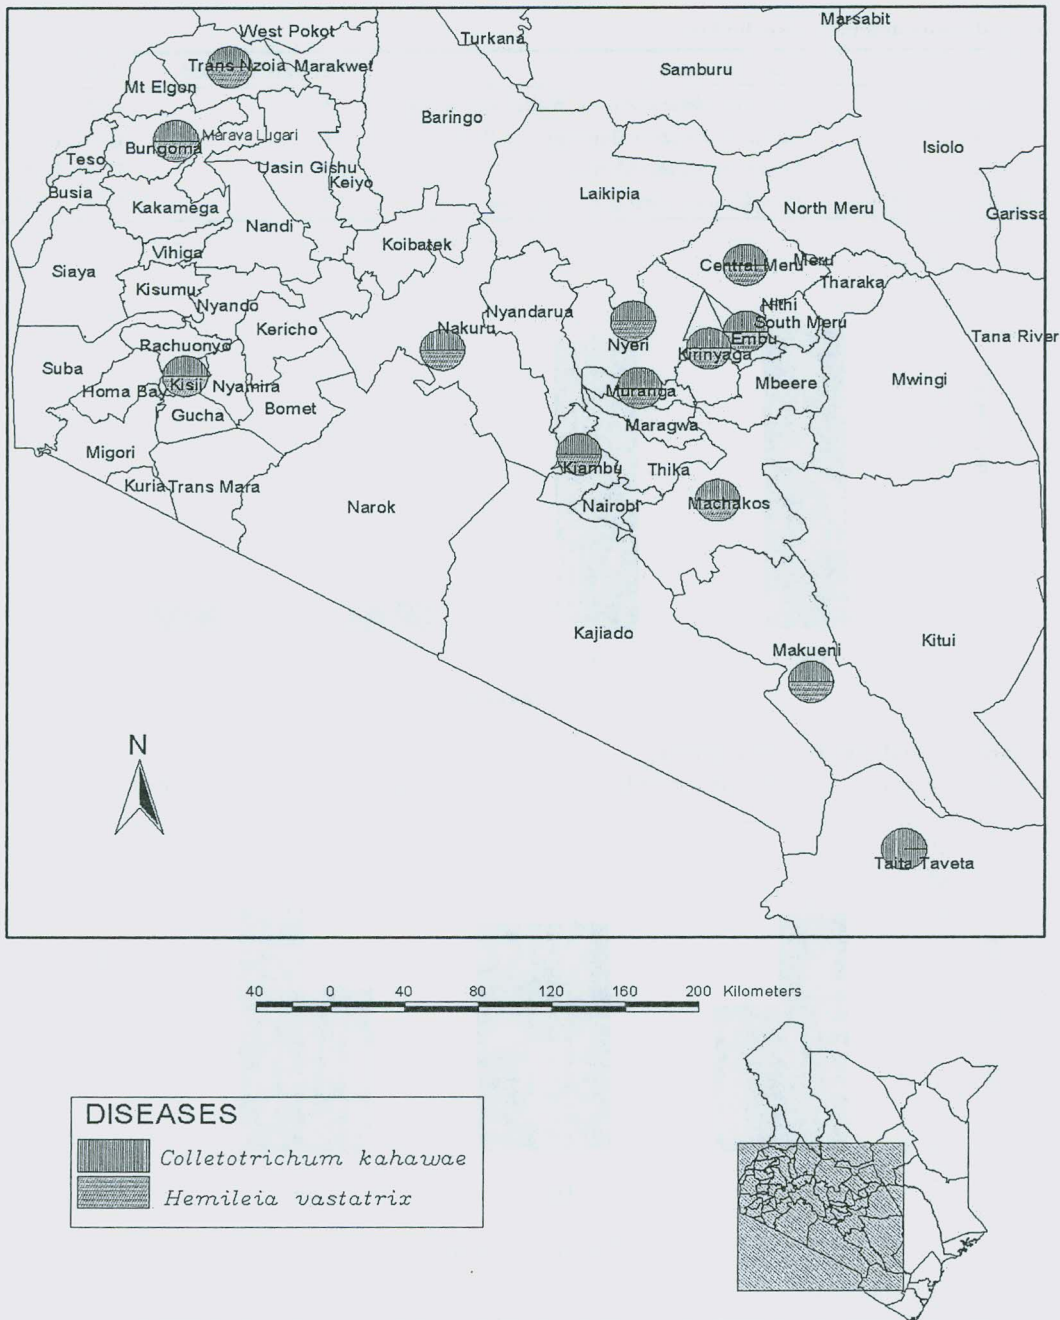 West Pokot
Turkana
Marsabit
Trans Nzoia
Marakwet
Samburu
Mt Elgon
Baringo
Marava Lugari
Bungoma
Isiolo
Teso
Uasin Gishu
Keiyo
Busia
Laikipia
Kakamega
North Meru
Garissa
Nandi
Koibatek
Vihiga
Siaya
Central Meru
Meru
Tharaka
Kisumu
Nyando
Nyandarua
Nithi
Kericho
Nakuru
South Meru
Tana River
Rachuonyo
Nyeri
Embu
Kirinyaga
Suba
Homa Bay
Kisii
Nyamira
Muranga
Mbeere
Mwingi
Gucha
Bomet
Maragwa
Migori
Kiambu
Thika
Kuria
Trans Mara
Narok
Nairobi
Machakos
Kajiado
Kitui
Makueni
N
Taita Taveta
40 0 40 80 120 160 200 Kilometers
DISEASES
Colletotrichum kahawae
Hemileia vastatrix